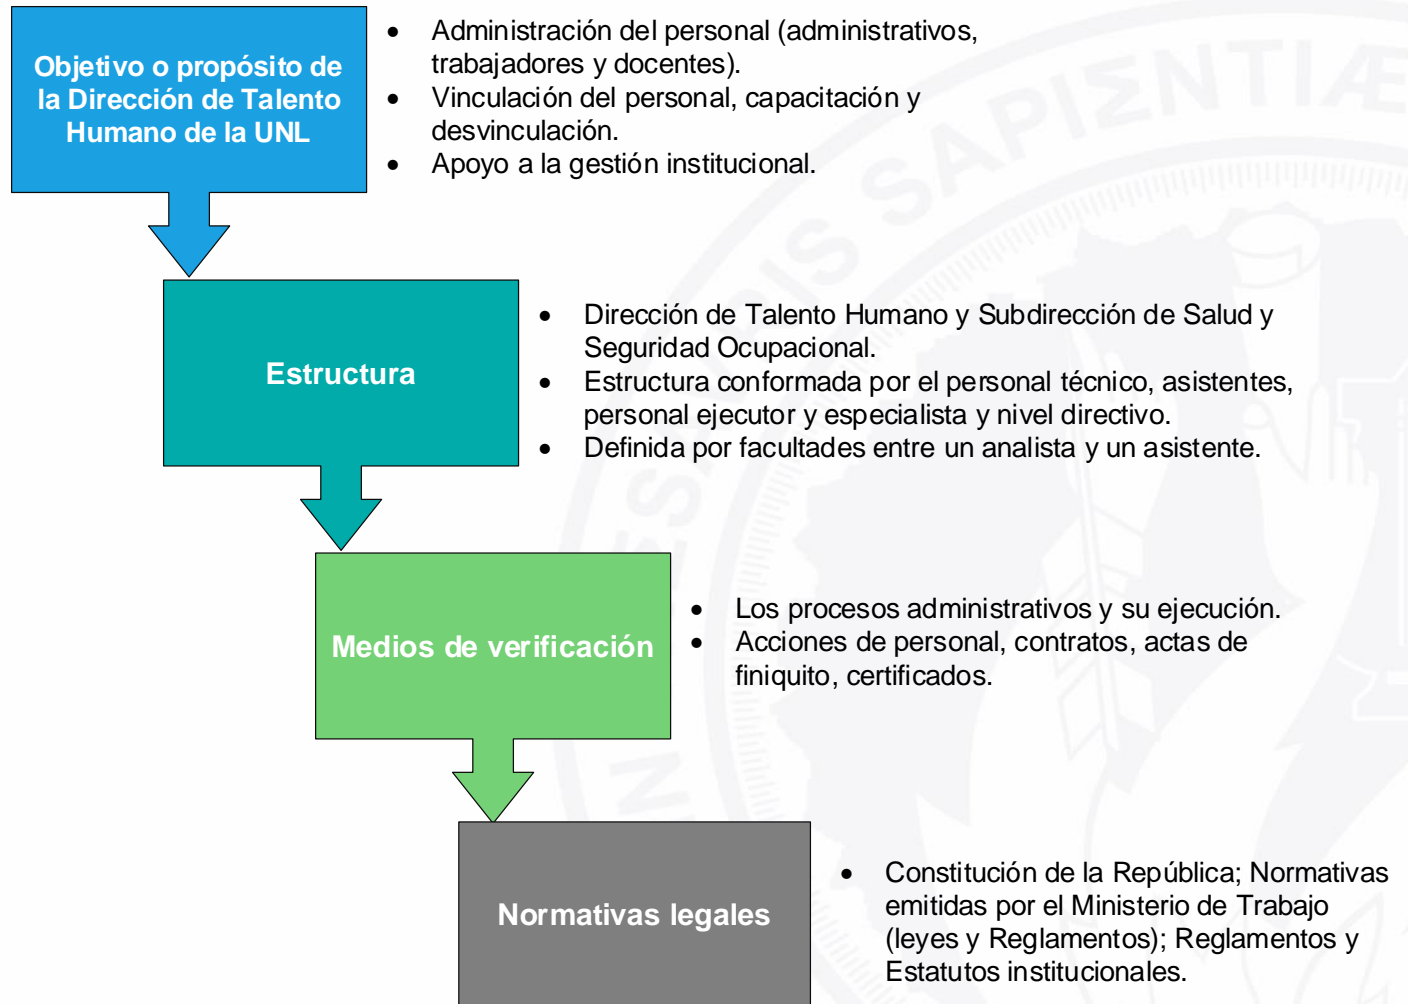 Objetivo o propósito de
la Dirección de Talento
Humano de la UNL
• Administración del personal (administrativos,
trabajadores y docentes).
• Vinculación del personal, capacitación y
desvinculación.
• Apoyo a la gestión institucional.
Estructura
• Dirección de Talento Humano y Subdirección de Salud y
Seguridad Ocupacional.
• Estructura conformada por el personal técnico, asistentes,
personal ejecutor y especialista y nivel directivo.
• Definida por facultades entre un analista y un asistente.
Medios de verificación
• Los procesos administrativos y su ejecución.
• Acciones de personal, contratos, actas de
finiquito, certificados.
Normativas legales
• Constitución de la República; Normativas
emitidas por el Ministerio de Trabajo
(leyes y Reglamentos); Reglamentos y
Estatutos institucionales.
SAPIΣNTIÆ